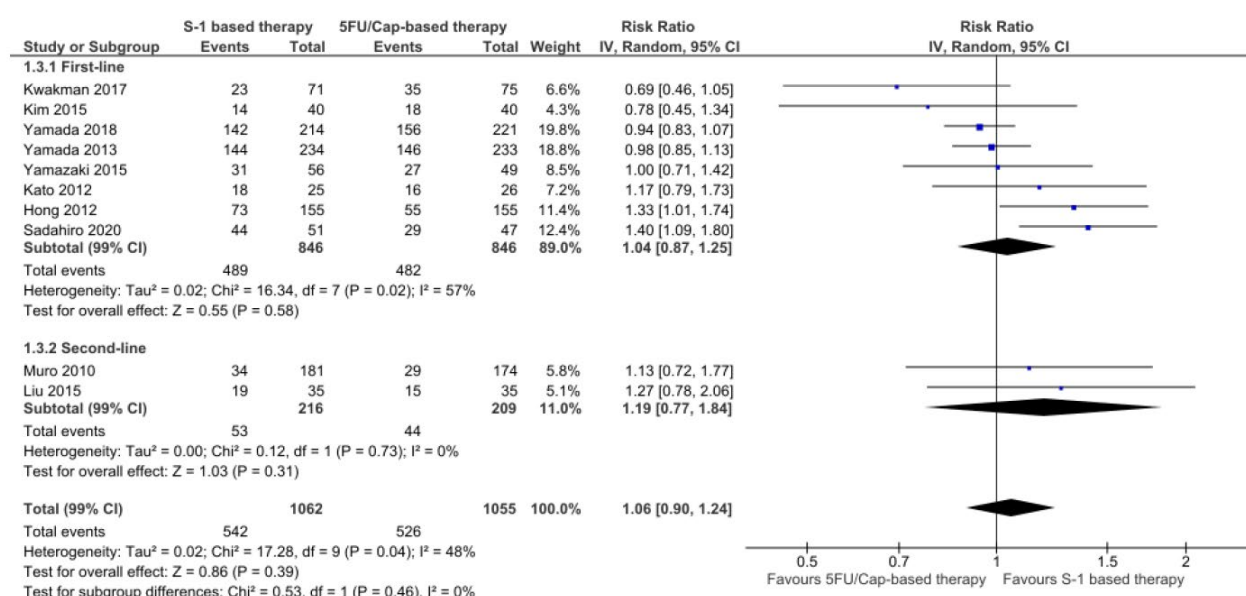 S-1 based therapy 5FU/Cap-based therapy Risk Ratio Risk Ratio
Study or Subgroup Events Total Events Total Weight IV, Random, 95% CI IV, Random, 95% CI
1.3.1 First-line
Kwakman 2017 23 71 35 75 6.6% 0.69 [0.46, 1.05]
Kim 2015 14 40 18 40 4.3% 0.78 [0.45, 1.34]
Yamada 2018 142 214 156 221 19.8% 0.94 [0.83, 1.07]
Yamada 2013 144 234 146 233 18.8% 0.98 [0.85, 1.13]
Yamazaki 2015 31 56 27 49 8.5% 1.00 [0.71, 1.42]
Kato 2012 18 25 16 26 7.2% 1.17 [0.79, 1.73]
Hong 2012 73 155 55 155 11.4% 1.33 [1.01, 1.74]
Sadahiro 2020 44 51 29 47 12.4% 1.40 [1.09, 1.80]
Subtotal (99% CI) 846 846 89.0% 1.04 [0.87, 1.25]
Total events 489 482
Heterogeneity: Tau² = 0.02; Chi² = 16.34, df = 7 (P = 0.02); I² = 57%
Test for overall effect: Z = 0.55 (P = 0.58)
1.3.2 Second-line
Muro 2010 34 181 29 174 5.8% 1.13 [0.72, 1.77]
Liu 2015 19 35 15 35 5.1% 1.27 [0.78, 2.06]
Subtotal (99% CI) 216 209 11.0% 1.19 [0.77, 1.84]
Total events 53 44
Heterogeneity: Tau² = 0.00; Chi² = 0.12, df = 1 (P = 0.73); I² = 0%
Test for overall effect: Z = 1.03 (P = 0.31)
Total (99% CI) 1062 1055 100.0% 1.06 [0.90, 1.24]
Total events 542 526
Heterogeneity: Tau² = 0.02; Chi² = 17.28, df = 9 (P = 0.04); I² = 48%
Test for overall effect: Z = 0.86 (P = 0.39)
Test for subgroup differences: Chi² = 0.53, df = 1 (P = 0.46), I² = 0%
0.5 0.7 1 1.5 2
Favours 5FU/Cap-based therapy Favours S-1 based therapy